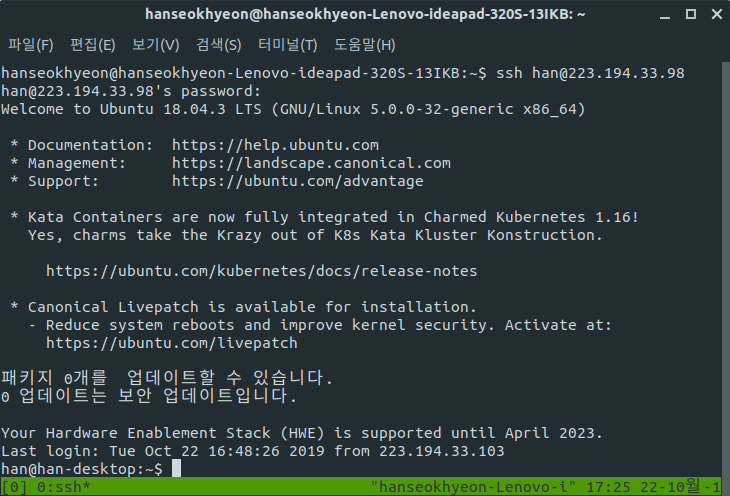 hanseokhyeon@hanseokhyeon-Lenovo-ideapad-320S-13IKB: ~
파일(F) 편집(E) 보기(V) 검색(S) 터미널(T) 도움말(H)
hanseokhyeon@hanseokhyeon-Lenovo-ideapad-320S-13IKB:~$ ssh han@223.194.33.98
han@223.194.33.98's password:
Welcome to Ubuntu 18.04.3 LTS (GNU/Linux 5.0.0-32-generic x86_64)
* Documentation:  https://help.ubuntu.com
* Management:     https://landscape.canonical.com
* Support:        https://ubuntu.com/advantage
* Kata Containers are now fully integrated in Charmed Kubernetes 1.16!
Yes, charms take the Krazy out of K8s Kata Kluster Konstruction.
https://ubuntu.com/kubernetes/docs/release-notes
* Canonical Livepatch is available for installation.
- Reduce system reboots and improve kernel security. Activate at:
https://ubuntu.com/livepatch
패키지 0개를  업데이트할 수 있습니다.
0 업데이트는 보안 업데이트입니다.
Your Hardware Enablement Stack (HWE) is supported until April 2023.
Last login: Tue Oct 22 16:48:26 2019 from 223.194.33.103
han@han-desktop:~$
[0] 0:ssh* "hanseokhyeon-Lenovo-i" 17:25 22-10월-1